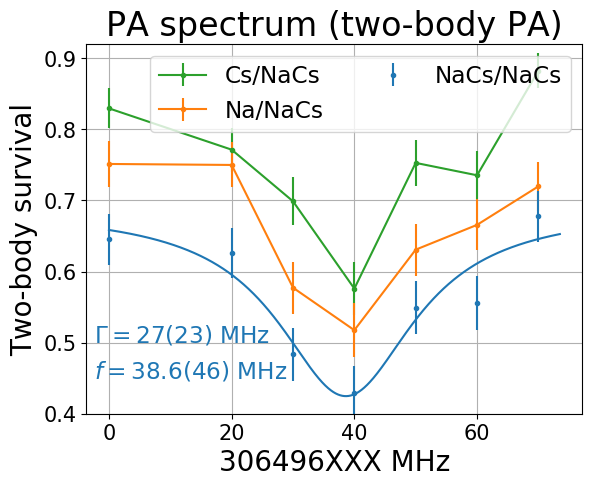 PA spectrum (two-body PA)
Two-body survival
0.9
0.8
0.7
0.6
0.5
0.4
Cs/NaCs
Na/NaCs
NaCs/NaCs
Γ = 27(23) MHz
f = 38.6(46) MHz
0 20 40 60
306496XXX MHz